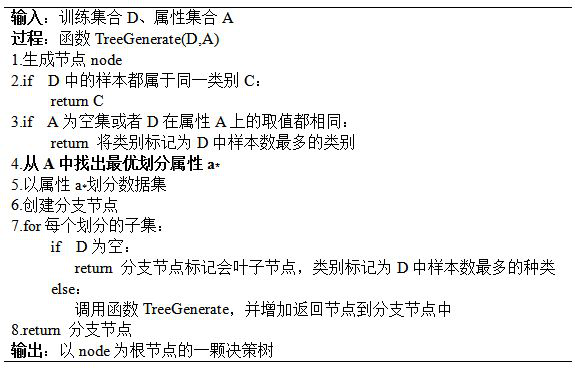 输入：训练集合 D、属性集合 A
过程：函数 TreeGenerate(D,A)
1.生成节点 node
2.if D 中的样本都属于同一类别 C：
return C
3.if A 为空集或者 D 在属性 A 上的取值都相同：
return 将类别标记为 D 中样本数最多的类别
4.从 A 中找出最优划分属性 a*
5.以属性 a*划分数据集
6.创建分支节点
7.for 每个划分的子集：
if D 为空：
return 分支节点标记会叶子节点，类别标记为 D 中样本数最多的种类
else：
调用函数 TreeGenerate，并增加返回节点到分支节点中
8.return 分支节点
输出：以 node 为根节点的一颗决策树